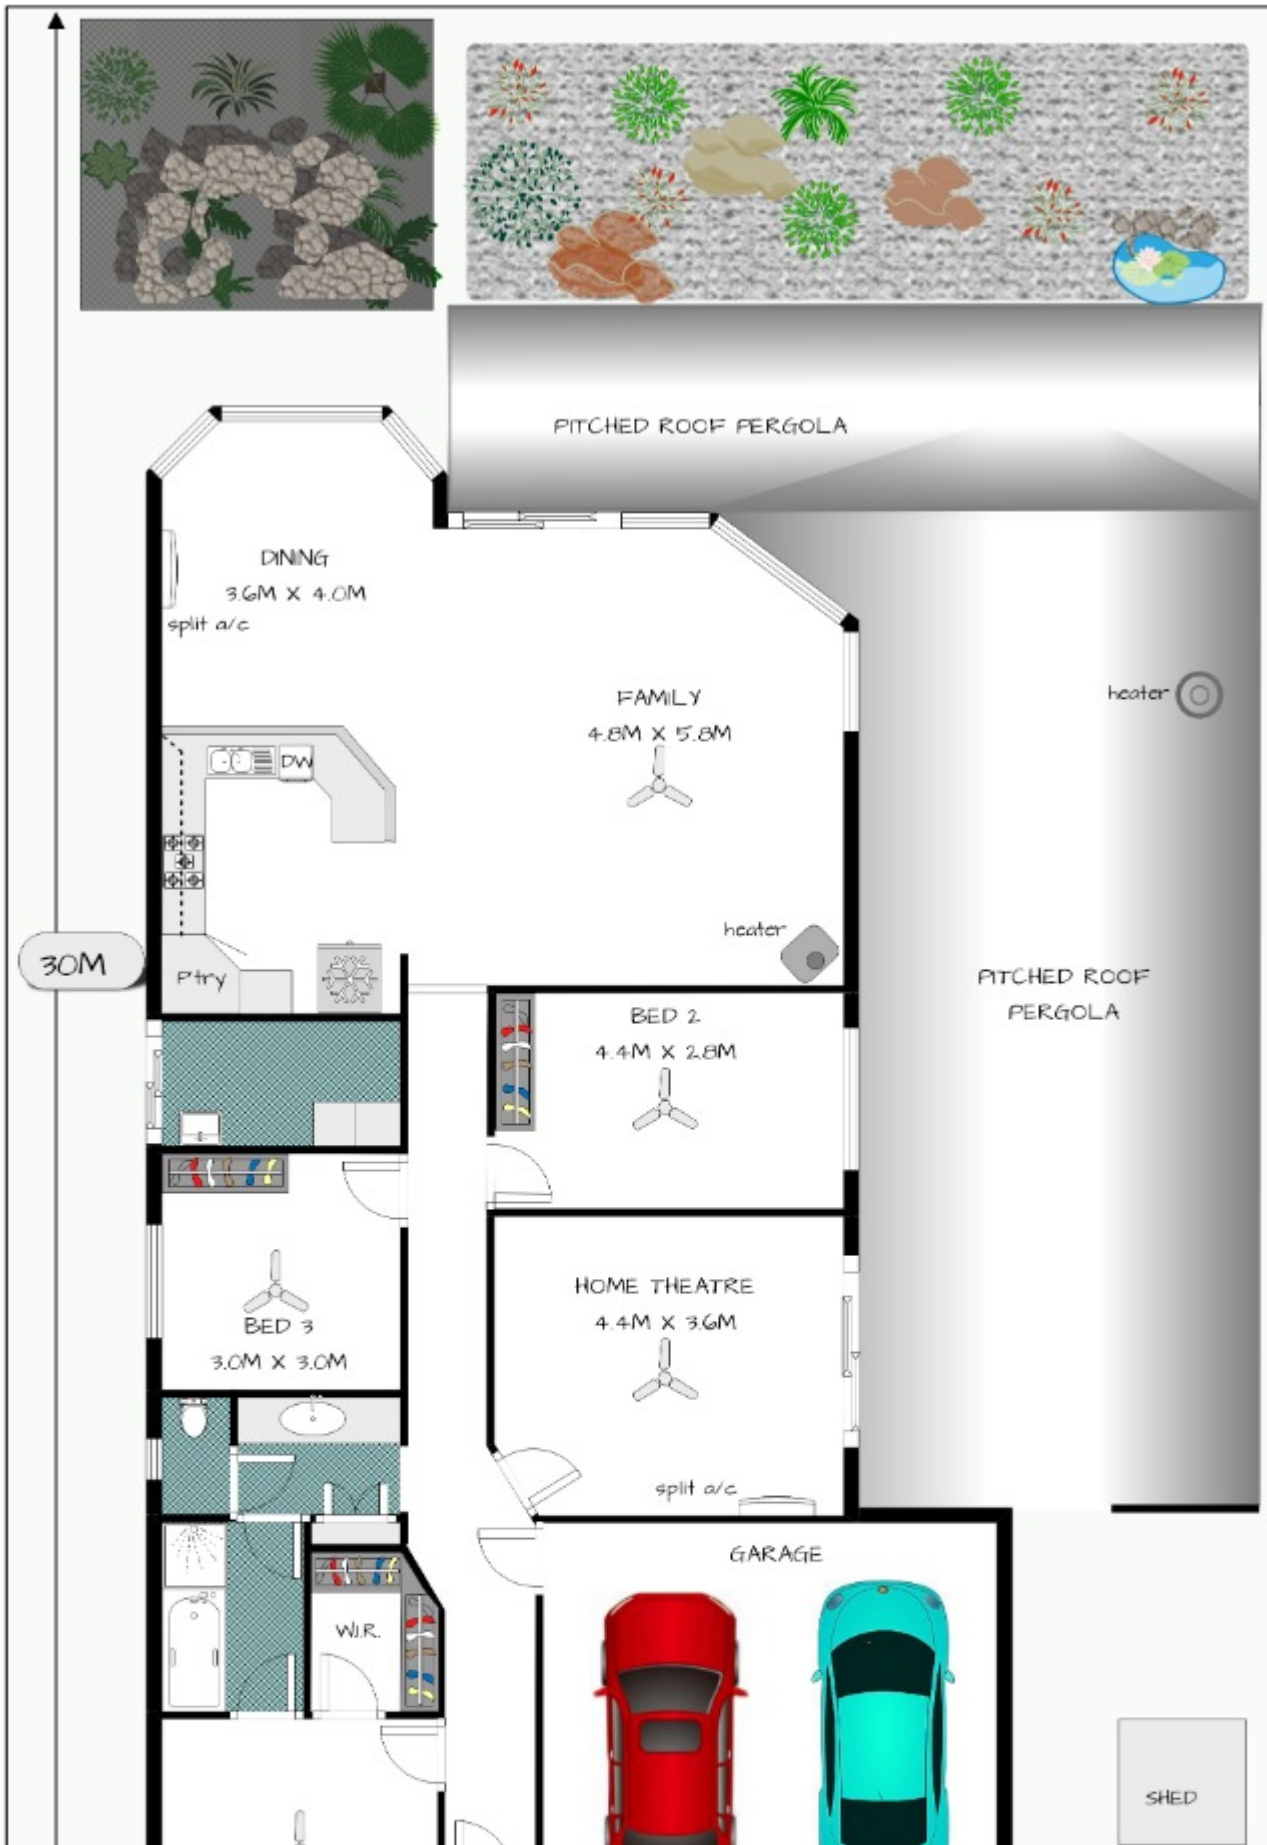 PITCHED ROOF PERGOLA
DINING
3.6M X 4.0M
split a/c
FAMILY
4.8M X 5.8M
heater
DW
heater
30M
Ptry
PITCHED ROOF
PERGOLA
BED 2
4.4M X 2.8M
HOME THEATRE
4.4M X 3.6M
BED 3
3.0M X 3.0M
split a/c
GARAGE
W.I.R.
SHED